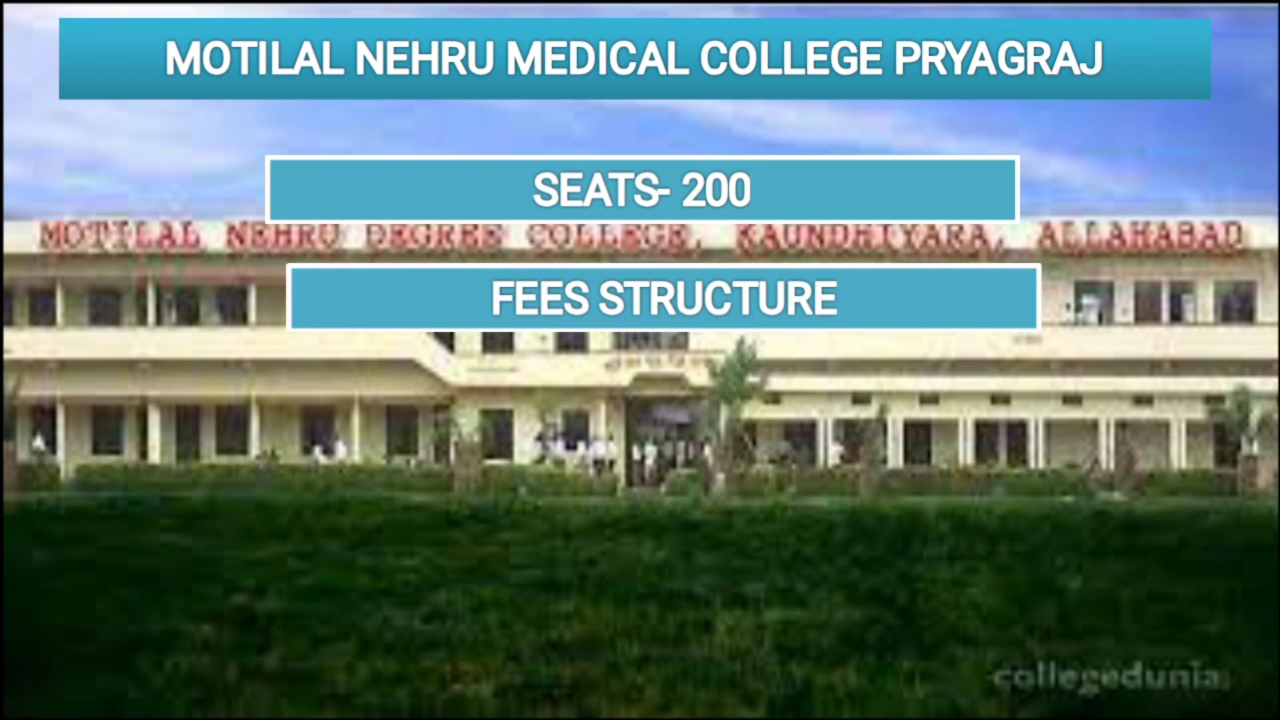 MOTILAL NEHRU MEDICAL COLLEGE PRYAGRAJ
SEATS- 200
MOTILAL NEHRU DEGREE COLLEGE, KAUNDHIYARA, ALLAHABAD
FEES STRUCTURE
collegedunia